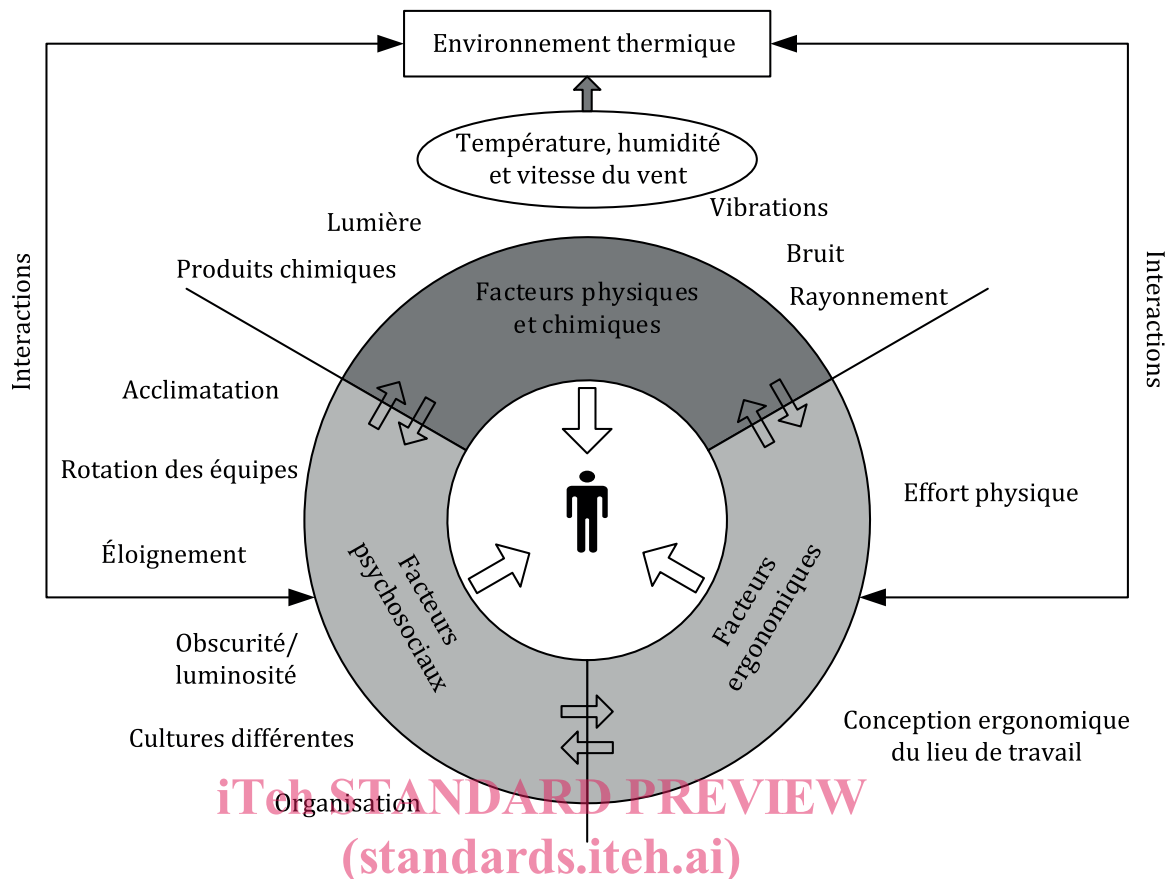 Environnement thermique
Température, humidité
et vitesse du vent
Vibrations
Lumière
Bruit
Produits chimiques
Rayonnement
Facteurs physiques
et chimiques
Interactions
Interactions
Acclimatation
Rotation des équipes
Effort physique
Éloignement
Facteurs
psychosociaux
Facteurs
ergonomiques
Obscurité/
luminosité
Cultures différentes
Conception ergonomique
du lieu de travail
Organisation
iTeh STANDARD PREVIEW
(standards.iteh.ai)